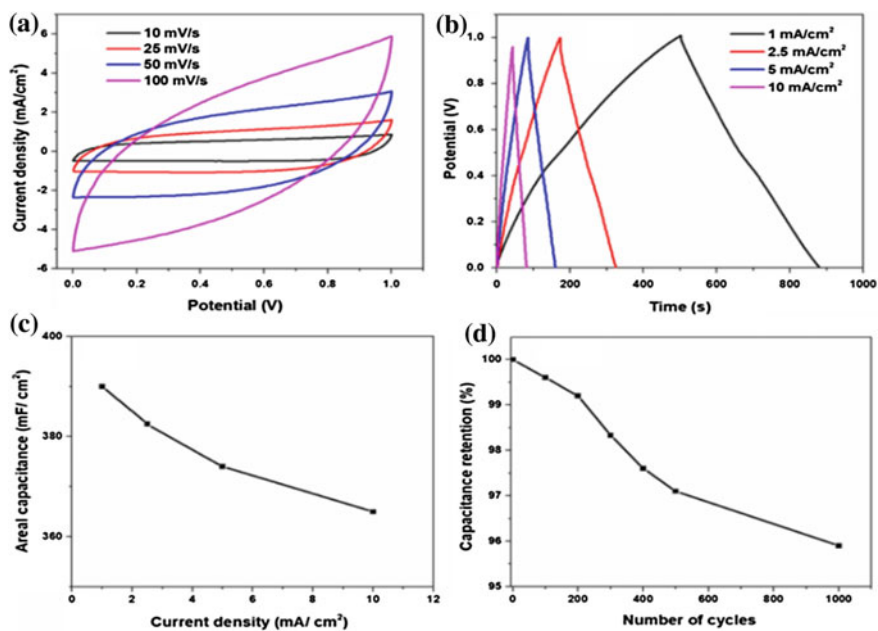 (a)
10 mV/s
25 mV/s
50 mV/s
100 mV/s
Current density (mA/cm²)
6
4
2
0
-2
-4
-6
0.0 0.2 0.4 0.6 0.8 1.0
Potential (V)
(b)
1 mA/cm²
2.5 mA/cm²
5 mA/cm²
10 mA/cm²
Potential (V)
1.0
0.8
0.6
0.4
0.2
0.0
0 200 400 600 800 1000
Time (s)
(c)
Areal capacitance (mF/ cm²)
400
380
360
340
0 2 4 6 8 10 12
Current density (mA/ cm²)
(d)
Capacitance retention (%)
100
99
98
97
96
95
0 200 400 600 800 1000
Number of cycles